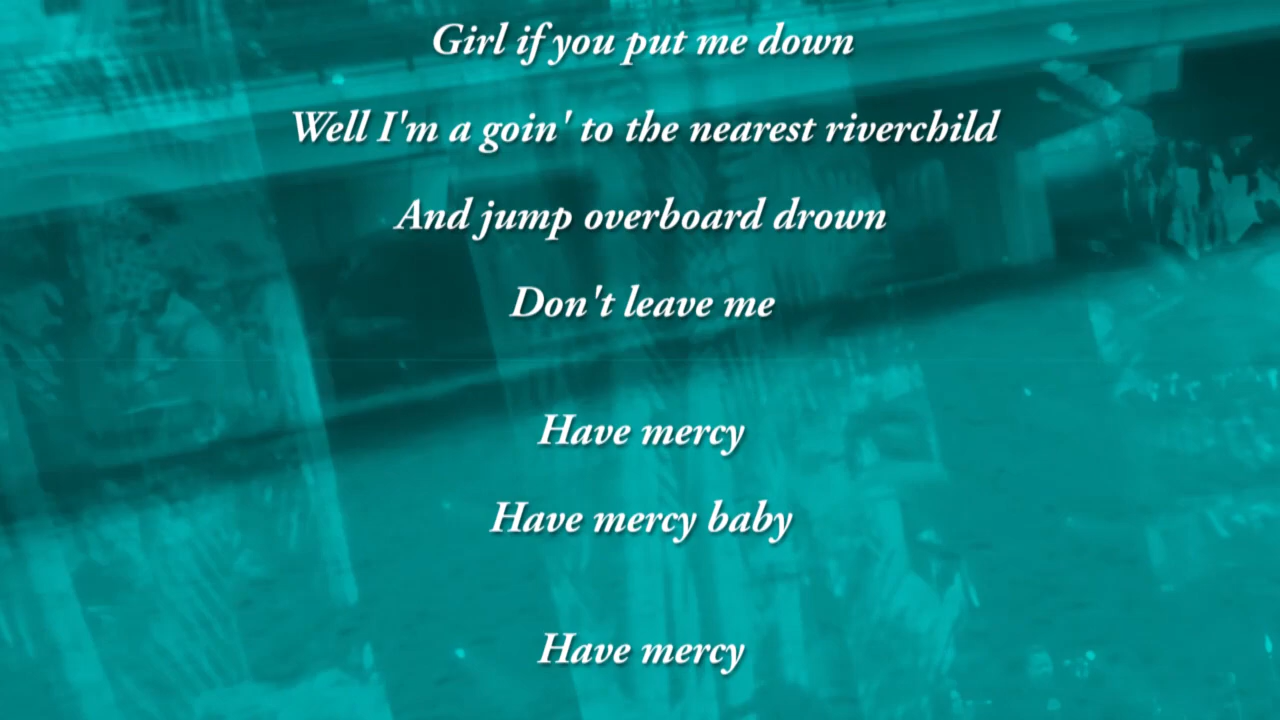 Girl if you put me down
Well I'm a goin' to the nearest riverchild
And jump overboard drown
Don't leave me
Have mercy
Have mercy baby
Have mercy